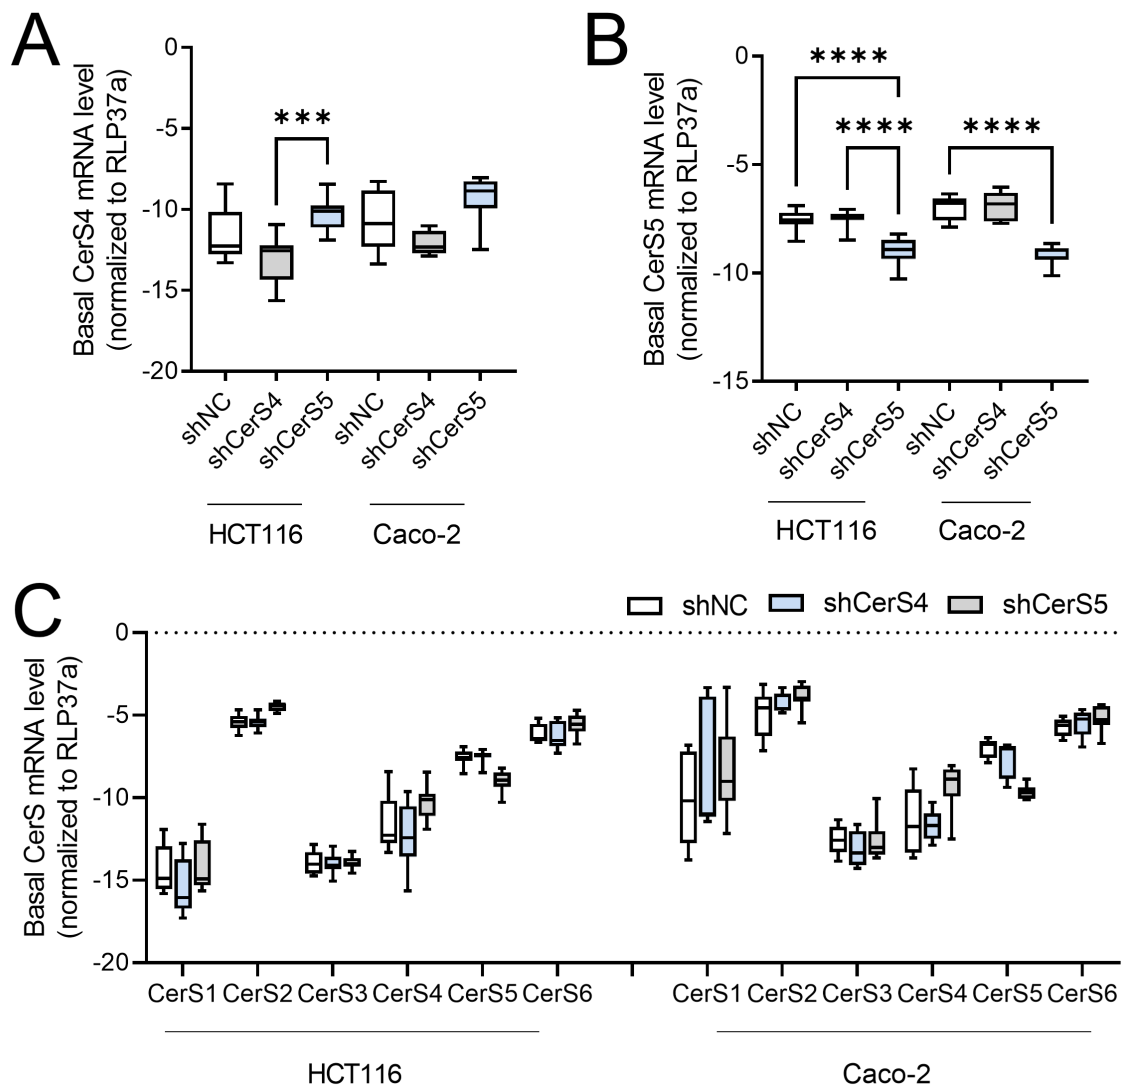 A
Basal CerS4 mRNA level
(normalized to RLP37a)
0
-5
-10
-15
-20
***
shNC
shCerS4
shCerS5
shNC
shCerS4
shCerS5
HCT116
Caco-2
B
Basal CerS5 mRNA level
(normalized to RLP37a)
0
-5
-10
-15
****
****
****
shNC
shCerS4
shCerS5
shNC
shCerS4
shCerS5
HCT116
Caco-2
C
shNC shCerS4 shCerS5
Basal CerS mRNA level
(normalized to RLP37a)
0
-5
-10
-15
-20
CerS1 CerS2 CerS3 CerS4 CerS5 CerS6 CerS1 CerS2 CerS3 CerS4 CerS5 CerS6
HCT116 Caco-2